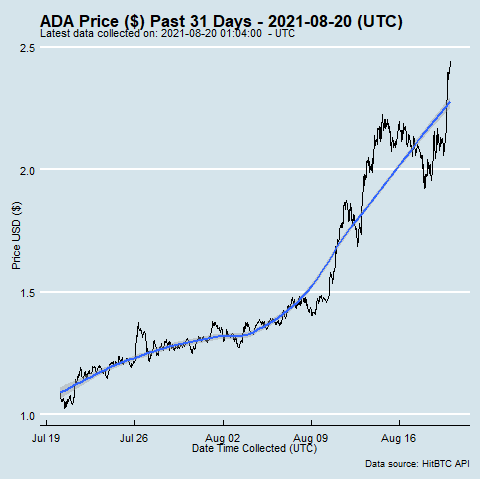 ADA Price ($) Past 31 Days - 2021-08-20 (UTC)
Latest data collected on: 2021-08-20 01:04:00 - UTC
2.5
2.0
1.5
1.0
Price USD ($)
Jul 19 Jul 26 Aug 02 Aug 09 Aug 16
Date Time Collected (UTC)
Data source: HitBTC API